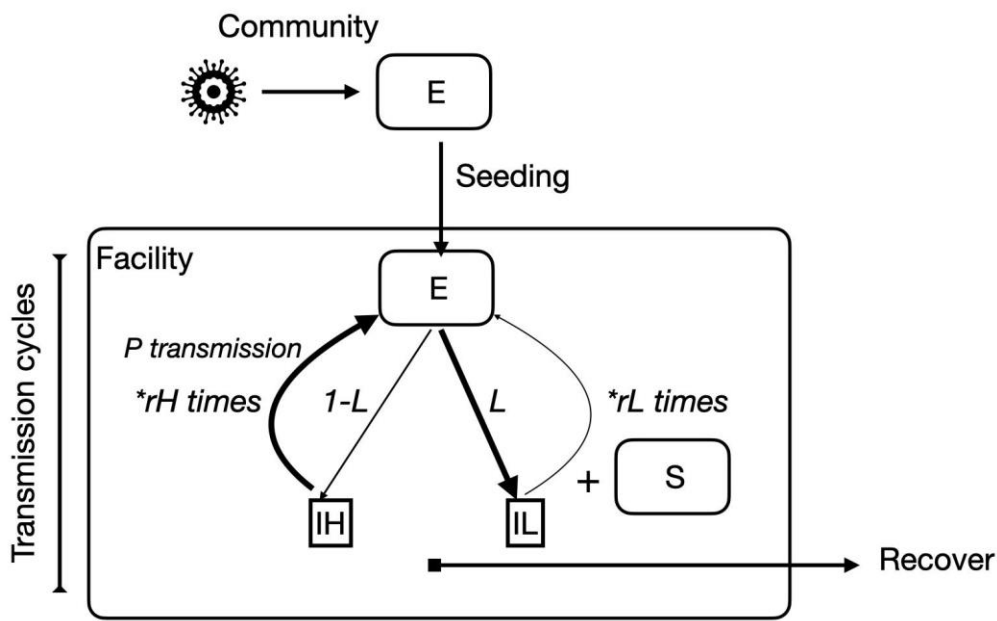 Community
E
Seeding
Facility
E
Transmission cycles
P transmission
*rH times
1-L
L
*rL times
+
S
IH
IL
Recover